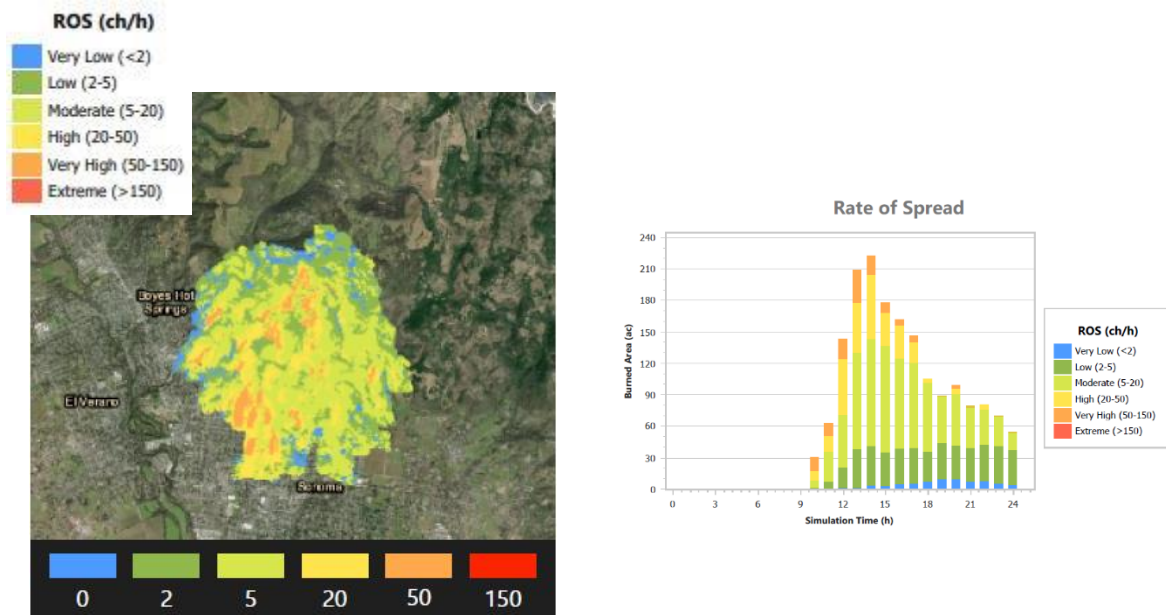 ROS (ch/h)
Very Low (<2)
Low (2-5)
Moderate (5-20)
High (20-50)
Very High (50-150)
Extreme (>150)
Boyes Hot
Springs
El Verano
Sonoma
0 2 5 20 50 150
Rate of Spread
Burned Area (ac)
240
210
180
150
120
90
60
30
0
0 3 6 9 12 15 18 21 24
Simulation Time (h)
ROS (ch/h)
Very Low (<2)
Low (2-5)
Moderate (5-20)
High (20-50)
Very High (50-150)
Extreme (>150)